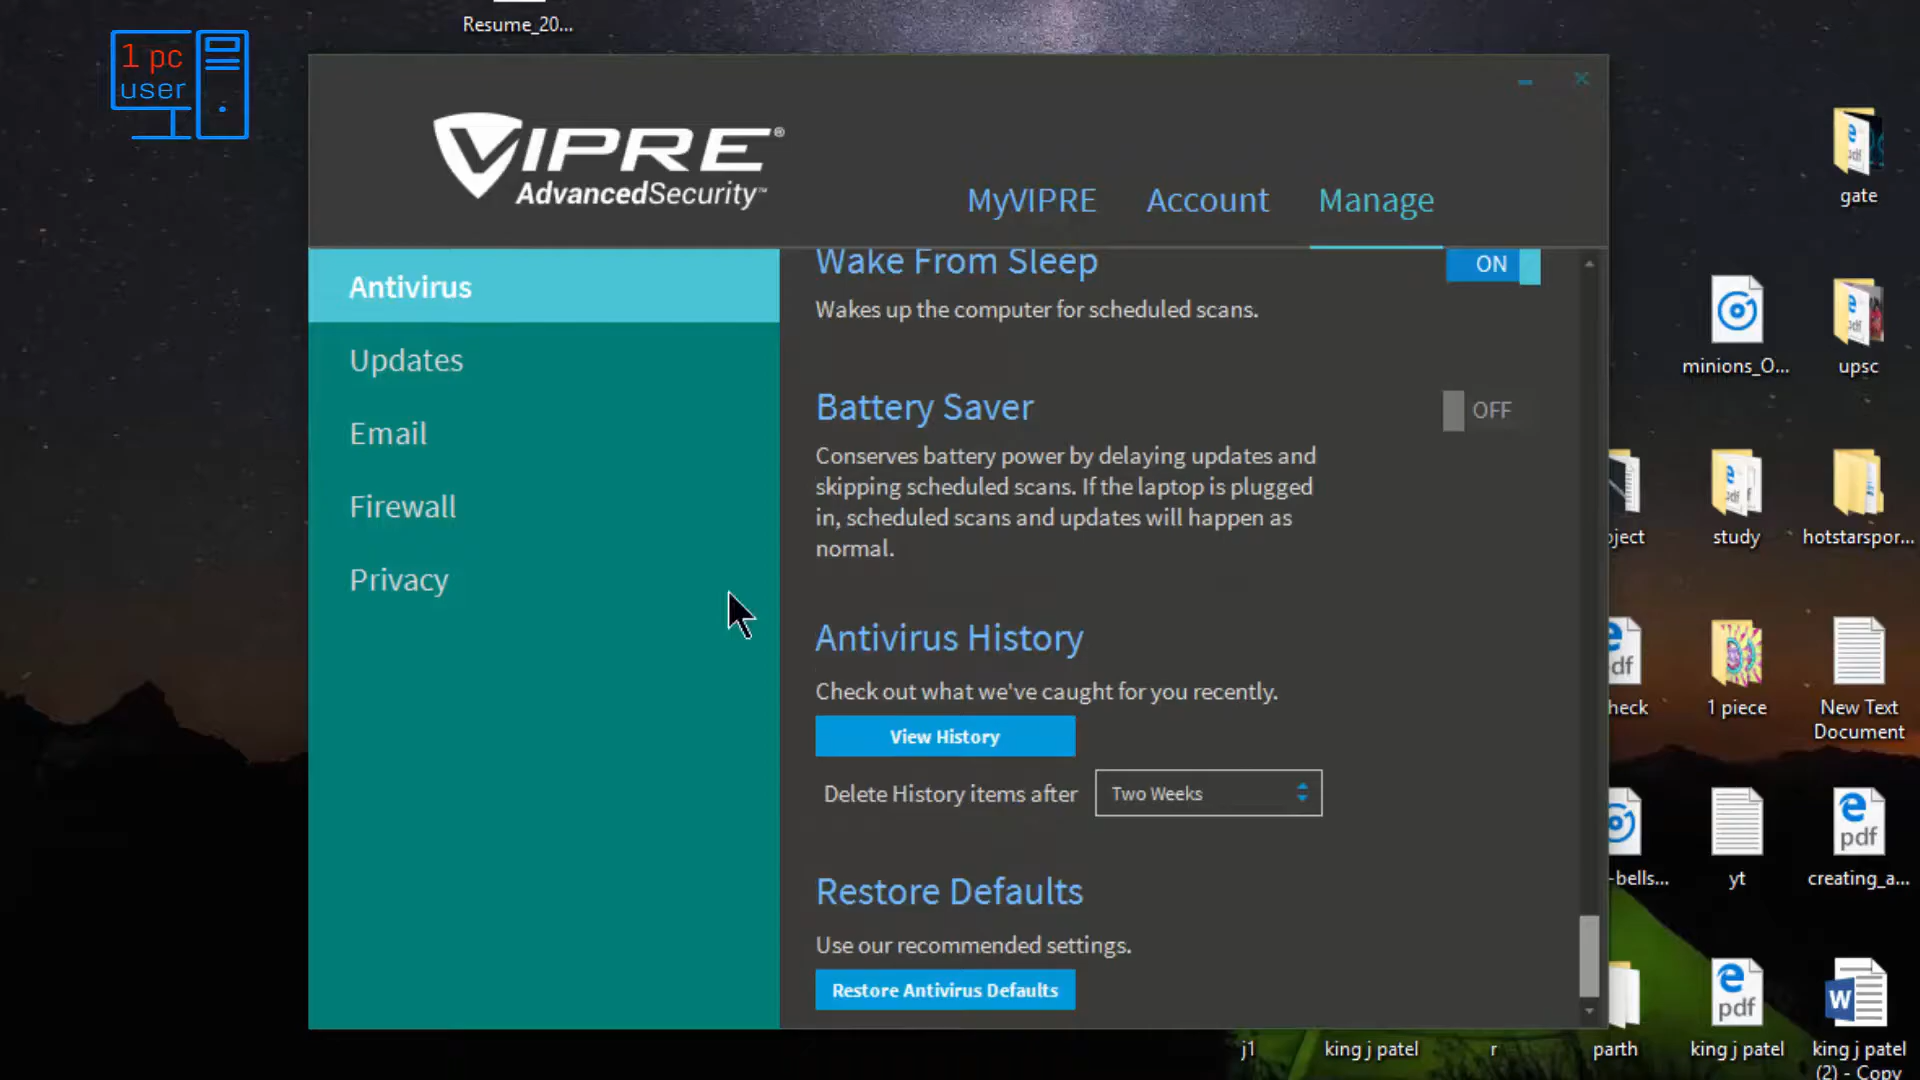 Resume_20...
1 pc
user
VIPRE®
AdvancedSecurity™
MyVIPRE
Account
Manage
Antivirus
Updates
Email
Firewall
Privacy
Wake From Sleep
ON
Wakes up the computer for scheduled scans.
Battery Saver
OFF
Conserves battery power by delaying updates and
skipping scheduled scans. If the laptop is plugged
in, scheduled scans and updates will happen as
normal.
Antivirus History
Check out what we've caught for you recently.
View History
Delete History items after
Two Weeks
Restore Defaults
Use our recommended settings.
Restore Antivirus Defaults
gate
minions_O...
upsc
study
hotstarspor...
1 piece
New Text
Document
-bells...
yt
creating_a...
j1
king j patel
r
parth
king j patel
king j patel
(2) - Copy